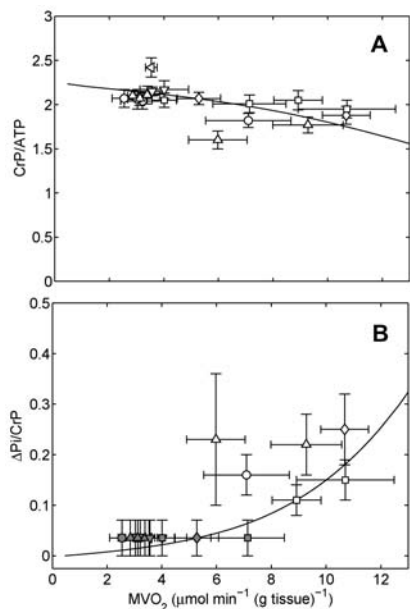 A
CrP/ATP
3
2.5
2
1.5
1
0.5
0
B
ΔPi/CrP
0.5
0.4
0.3
0.2
0.1
0
0 2 4 6 8 10 12
MVO₂ (μmol min⁻¹ (g tissue)⁻¹)